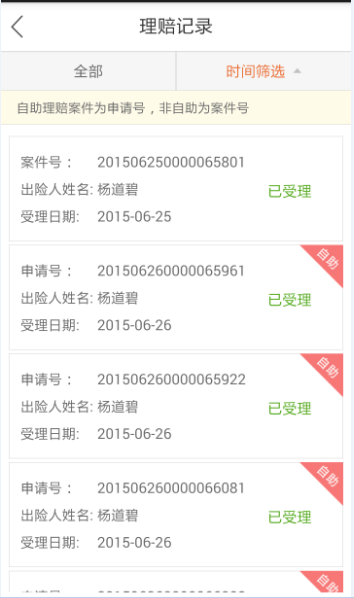 理赔记录
全部
时间筛选
自助理赔案件为申请号，非自助为案件号
案件号： 201506250000065801
出险人姓名: 杨道碧
已受理
受理日期: 2015-06-25
自助
申请号： 201506260000065961
出险人姓名: 杨道碧
已受理
受理日期: 2015-06-26
自助
申请号： 201506260000065922
出险人姓名: 杨道碧
已受理
受理日期: 2015-06-26
自助
申请号： 201506260000066081
出险人姓名: 杨道碧
已受理
受理日期: 2015-06-26
自助